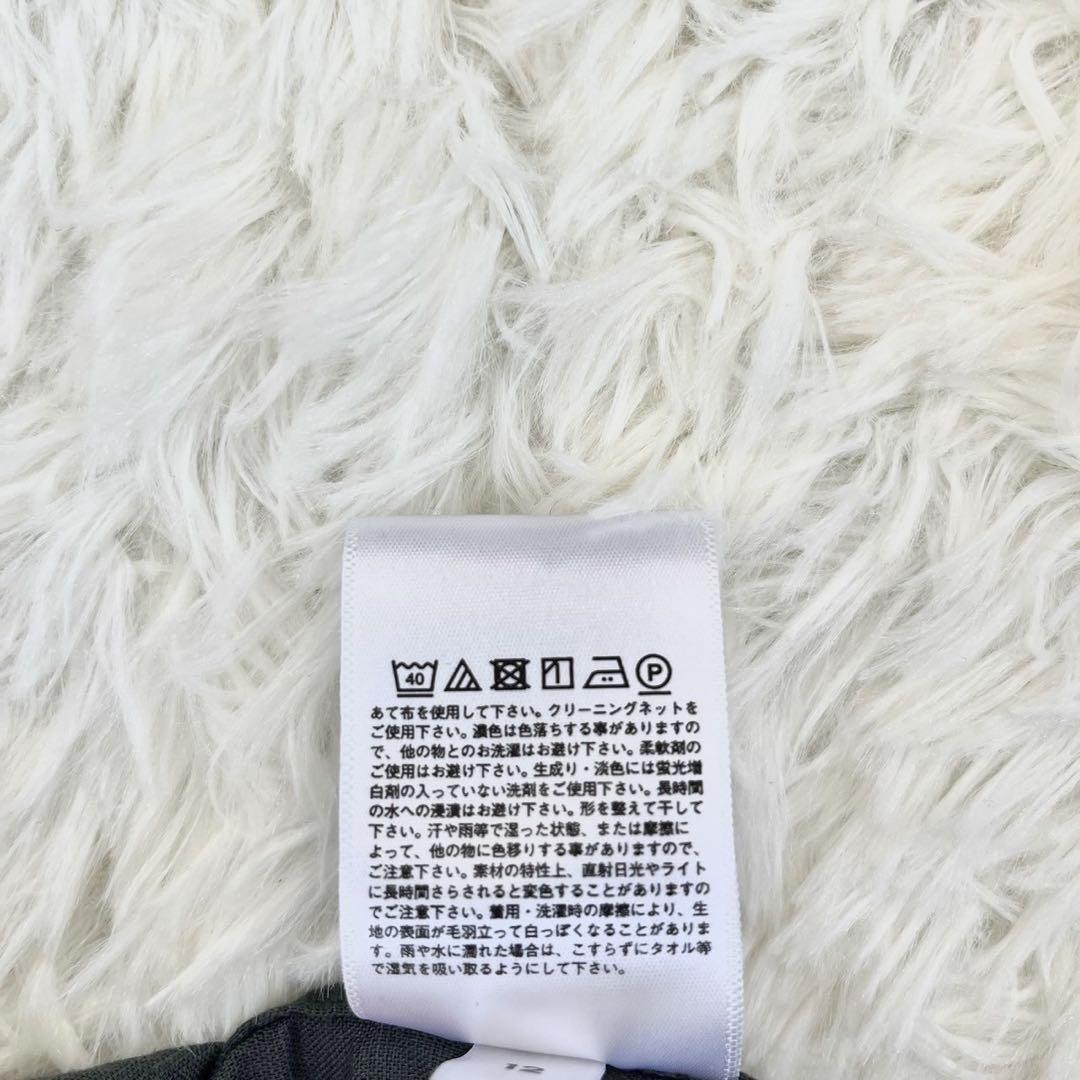 40 P
あて布を使用して下さい。クリーニングネットを
ご使用下さい。濃色は色落ちする事がありますの
で、他の物とのお洗濯はお避け下さい。柔軟剤の
ご使用はお避け下さい。生成り・淡色には蛍光増
白剤の入っていない洗剤をご使用下さい。長時間
の水への浸漬はお避け下さい。形を整えて干して
下さい。汗や雨等で湿った状態、または摩擦に
よって、他の物に色移りする事がありますので、
ご注意下さい。素材の特性上、直射日光やライト
に長時間さらされると変色することがありますの
でご注意下さい。着用・洗濯時の摩擦により、生
地の表面が毛羽立って白っぽくなることがありま
す。雨や水に濡れた場合は、こすらずにタオル等
で湿気を吸い取るようにして下さい。
12